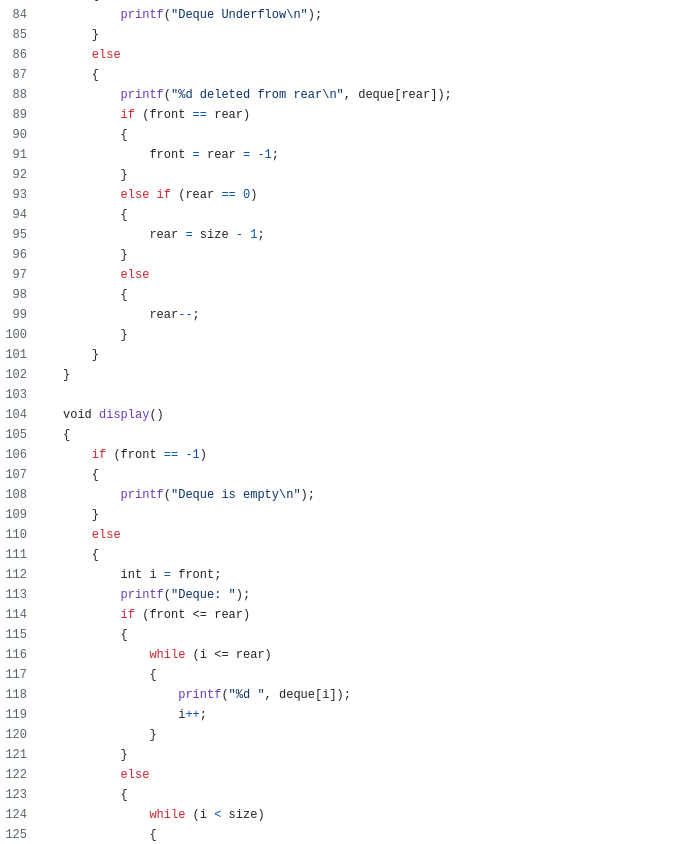 84 printf("Deque Underflow\n");
85 }
86 else
87 {
88 printf("%d deleted from rear\n", deque[rear]);
89 if (front == rear)
90 {
91 front = rear = -1;
92 }
93 else if (rear == 0)
94 {
95 rear = size - 1;
96 }
97 else
98 {
99 rear--;
100 }
101 }
102 }
103
104 void display()
105 {
106 if (front == -1)
107 {
108 printf("Deque is empty\n");
109 }
110 else
111 {
112 int i = front;
113 printf("Deque: ");
114 if (front <= rear)
115 {
116 while (i <= rear)
117 {
118 printf("%d ", deque[i]);
119 i++;
120 }
121 }
122 else
123 {
124 while (i < size)
125 {